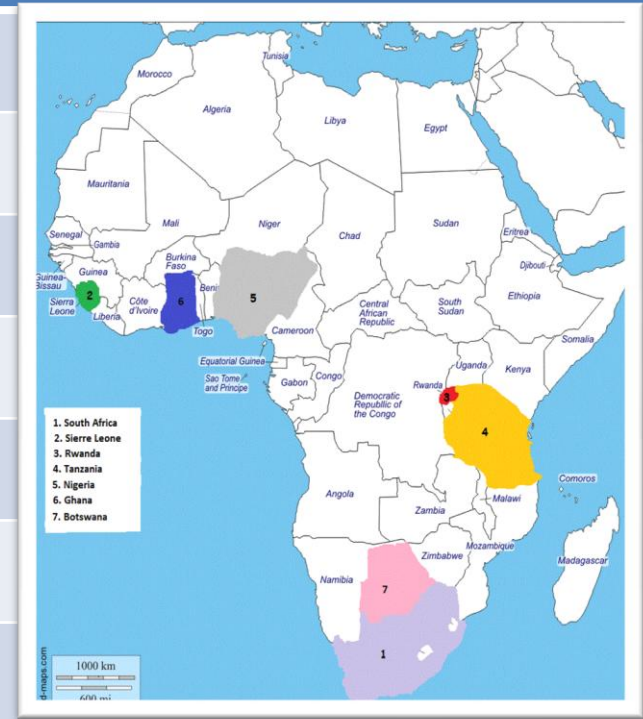 Tunisia
Morocco
Algeria
Libya
Egypt
Mauritania
Mali
Niger
Chad
Sudan
Eritrea
Senegal
Gambia
Burkina
Faso
Djibouti
Guinea-
Bissau
Guinea
Beni
2
6
5
Sierra
Leone
Côte
d'Ivoire
Liberia
Togo
Cameroon
Central
African
Republic
South
Sudan
Ethiopia
Somalia
Equatorial Guinea
Sao Tome
and Principe
Gabon
Congo
Democratic
Republlic of
the Congo
Uganda
Kenya
Rwanda
3
4
1. South Africa
2. Sierre Leone
3. Rwanda
4. Tanzania
5. Nigeria
6. Ghana
7. Botswana
Comoros
Angola
Zambia
Malawi
Mozambique
Zimbabwe
Madagascar
Namibia
7
1
d-maps.com
1000 km
600 mi